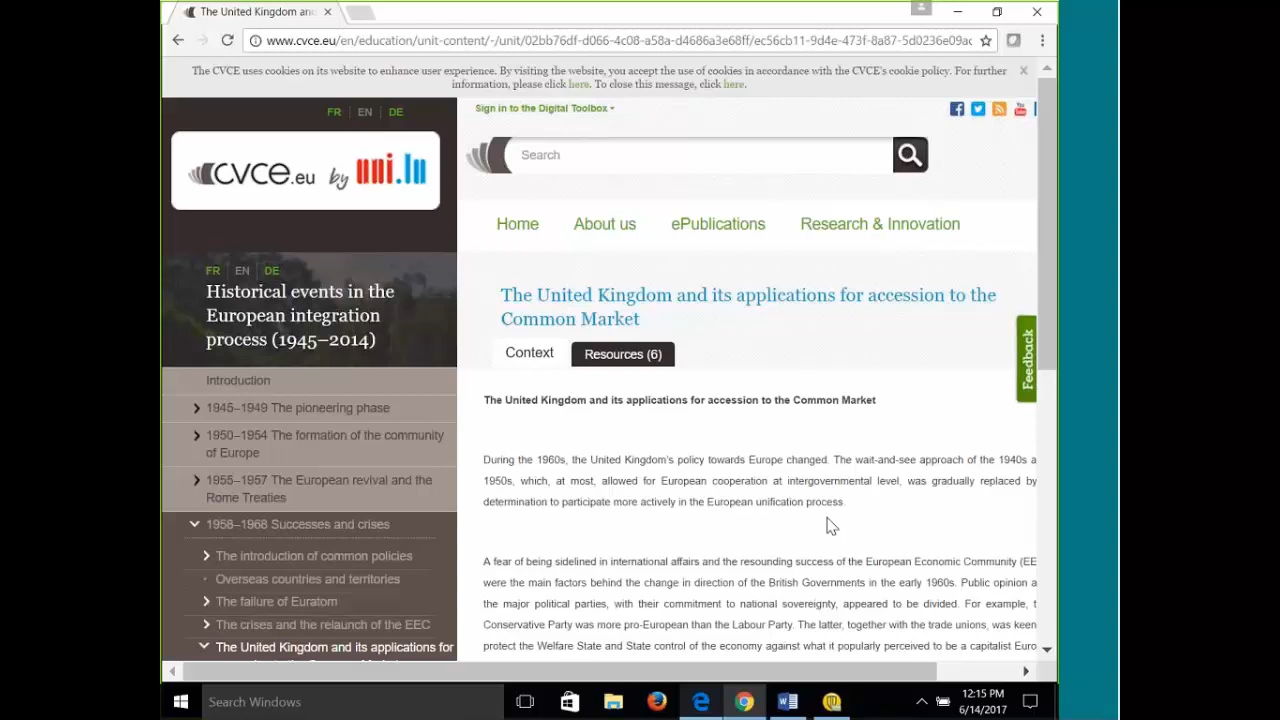 The United Kingdom and
www.cvce.eu/en/education/unit-content/-/unit/02bb76df-d066-4c08-a58a-d4686a3e68ff/ec56cb11-9d4e-473f-8a87-5d0236e09ac
The CVCE uses cookies on its website to enhance user experience. By visiting the website, you accept the use of cookies in accordance with the CVCE's cookie policy. For further
information, please click here. To close this message, click here.
FR EN DE
Sign in to the Digital Toolbox
CVCE.eu by uni.lu
Search
Home About us ePublications Research & Innovation
FR EN DE
Historical events in the
European integration
process (1945–2014)
The United Kingdom and its applications for accession to the
Common Market
Context Resources (6)
Feedback
Introduction
1945–1949 The pioneering phase
1950–1954 The formation of the community
of Europe
1955–1957 The European revival and the
Rome Treaties
1958–1968 Successes and crises
The introduction of common policies
Overseas countries and territories
The failure of Euratom
The crises and the relaunch of the EEC
The United Kingdom and its applications for
The United Kingdom and its applications for accession to the Common Market
During the 1960s, the United Kingdom's policy towards Europe changed. The wait-and-see approach of the 1940s a
1950s, which, at most, allowed for European cooperation at intergovernmental level, was gradually replaced by
determination to participate more actively in the European unification process.
A fear of being sidelined in international affairs and the resounding success of the European Economic Community (EE
were the main factors behind the change in direction of the British Governments in the early 1960s. Public opinion a
the major political parties, with their commitment to national sovereignty, appeared to be divided. For example, t
Conservative Party was more pro-European than the Labour Party. The latter, together with the trade unions, was keen
protect the Welfare State and State control of the economy against what it popularly perceived to be a capitalist Euro
Search Windows
12:15 PM
6/14/2017